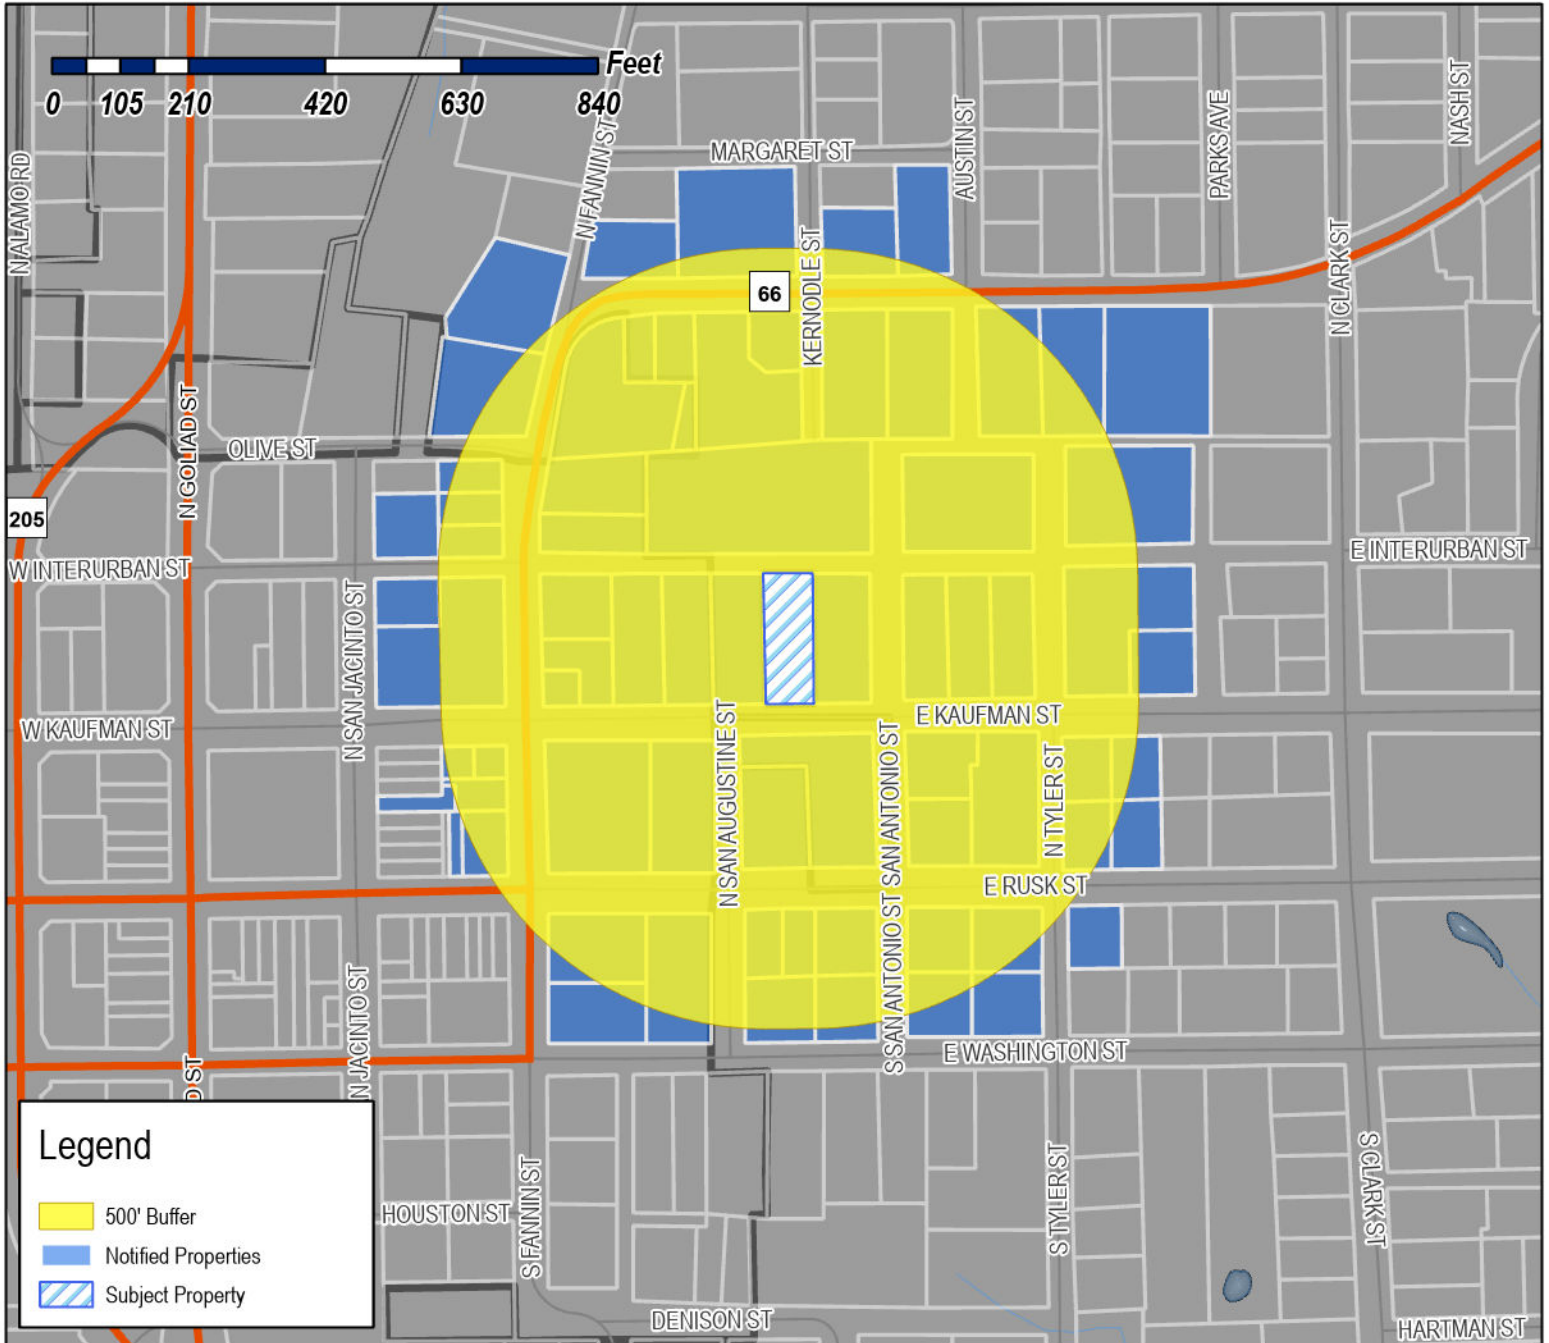 Feet
0 105 210 420 630 840
N ALAMO RD
N FANNIN ST
MARGARET ST
AUSTIN ST
PARKS AVE
NASH ST
N CLARK ST
KERNODLE ST
66
N GOLIAD ST
OLIVE ST
205
W INTERURBAN ST
E INTERURBAN ST
N SAN JACINTO ST
W KAUFMAN ST
E KAUFMAN ST
N SAN AUGUSTINE ST
SAN ANTONIO ST
N TYLER ST
E RUSK ST
S SAN ANTONIO ST
N JACINTO ST
E WASHINGTON ST
D ST
S FANNIN ST
HOUSTON ST
S TYLER ST
S CLARK ST
DENISON ST
HARTMAN ST
Legend
500' Buffer
Notified Properties
Subject Property